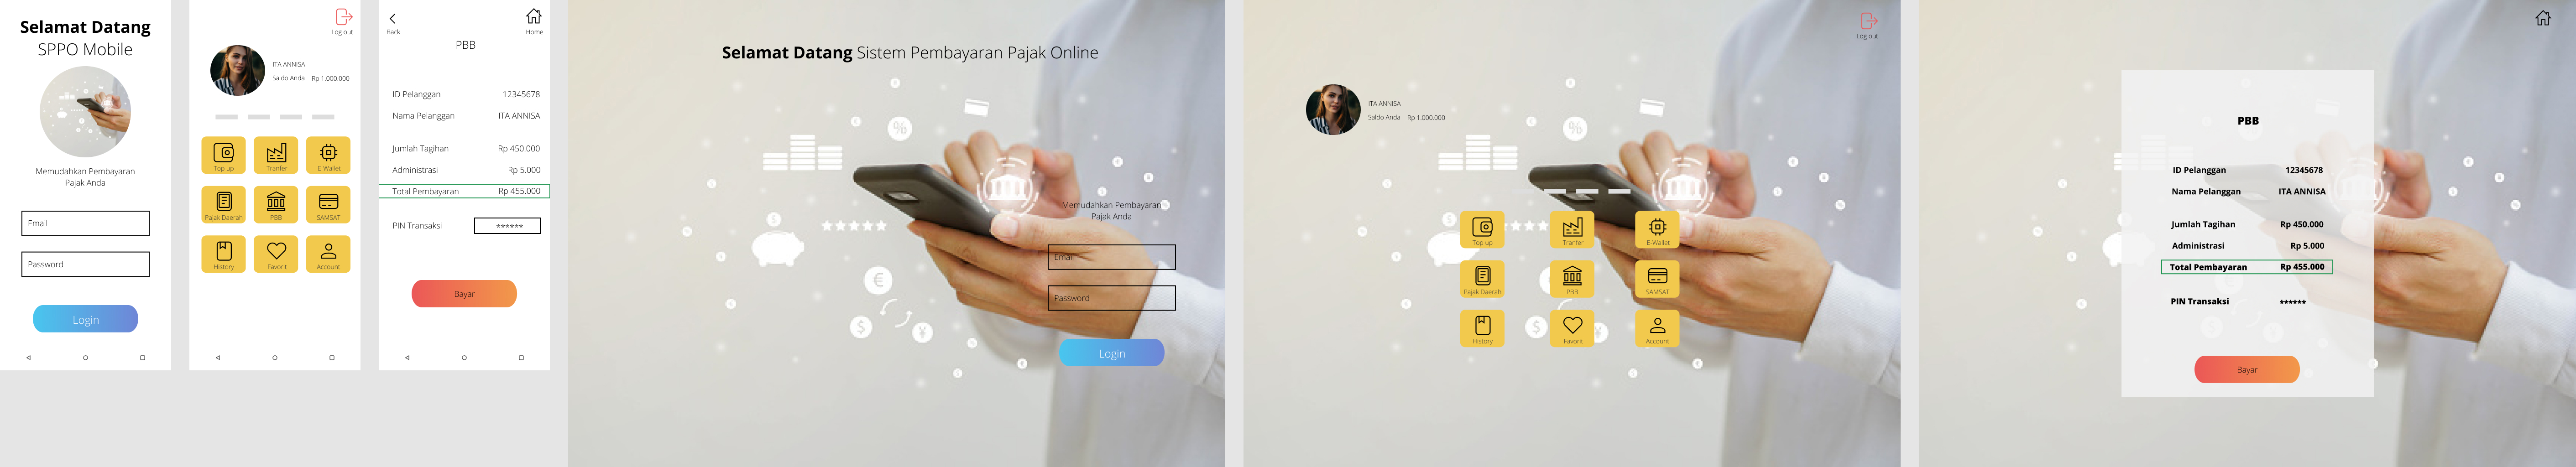 Selamat Datang
SPPO Mobile
Memudahkan Pembayaran
Pajak Anda
Email
Password
Login
Log out
ITA ANNISA
Saldo Anda Rp 1.000.000
Top up Tranfer E-Wallet
Pajak Daerah PBB SAMSAT
History Favorit Account
Back Home
PBB
ID Pelanggan 12345678
Nama Pelanggan ITA ANNISA
Jumlah Tagihan Rp 450.000
Administrasi Rp 5.000
Total Pembayaran Rp 455.000
PIN Transaksi ******
Bayar
Selamat Datang Sistem Pembayaran Pajak Online
Memudahkan Pembayaran
Pajak Anda
Email
Password
Login
Log out
ITA ANNISA
Saldo Anda Rp 1.000.000
Top up Tranfer E-Wallet
Pajak Daerah PBB SAMSAT
History Favorit Account
PBB
ID Pelanggan 12345678
Nama Pelanggan ITA ANNISA
Jumlah Tagihan Rp 450.000
Administrasi Rp 5.000
Total Pembayaran Rp 455.000
PIN Transaksi ******
Bayar